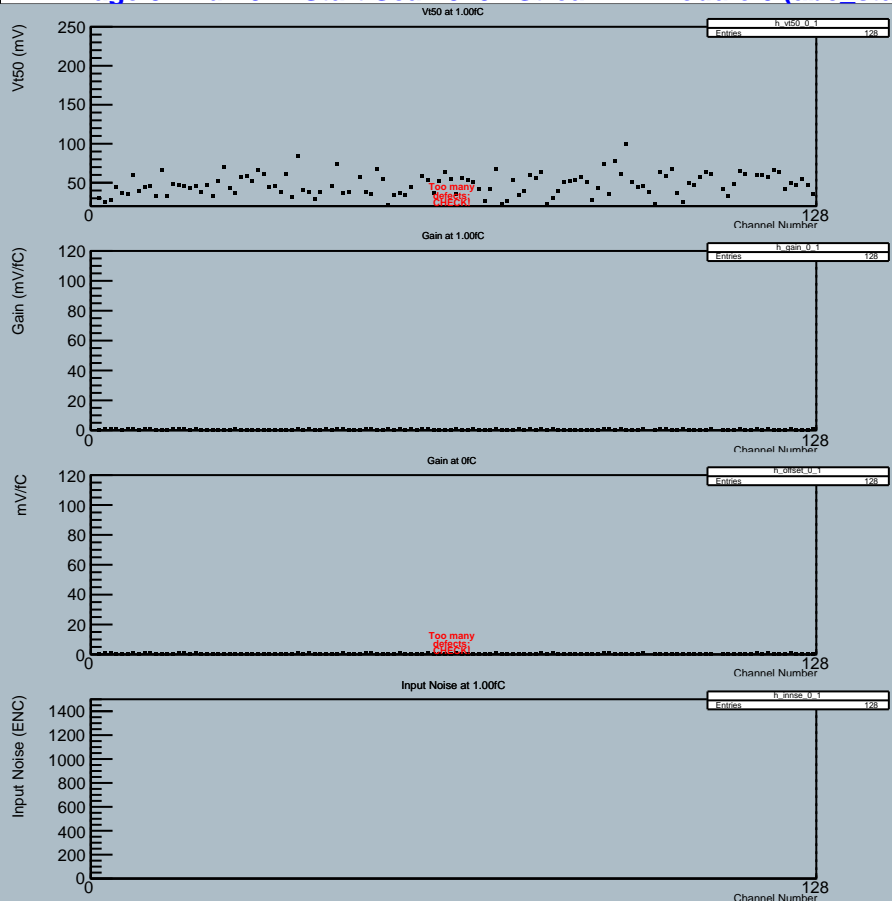 Vt50 at 1.00fC
h_vt50_0_1
Entries 128
Vt50 (mV)
250
200
150
100
50
Too many
defects:
CHECK!
0
128
Channel Number
Gain at 1.00fC
h_gain_0_1
Entries 128
Gain (mV/fC)
120
100
80
60
40
20
0
0
128
Channel Number
Gain at 0fC
h_offset_0_1
Entries 128
mV/fC
120
100
80
60
40
20
Too many
defects:
CHECK!
0
0
128
Channel Number
Input Noise at 1.00fC
h_innse_0_1
Entries 128
Input Noise (ENC)
1400
1200
1000
800
600
400
200
0
0
128
Channel Number